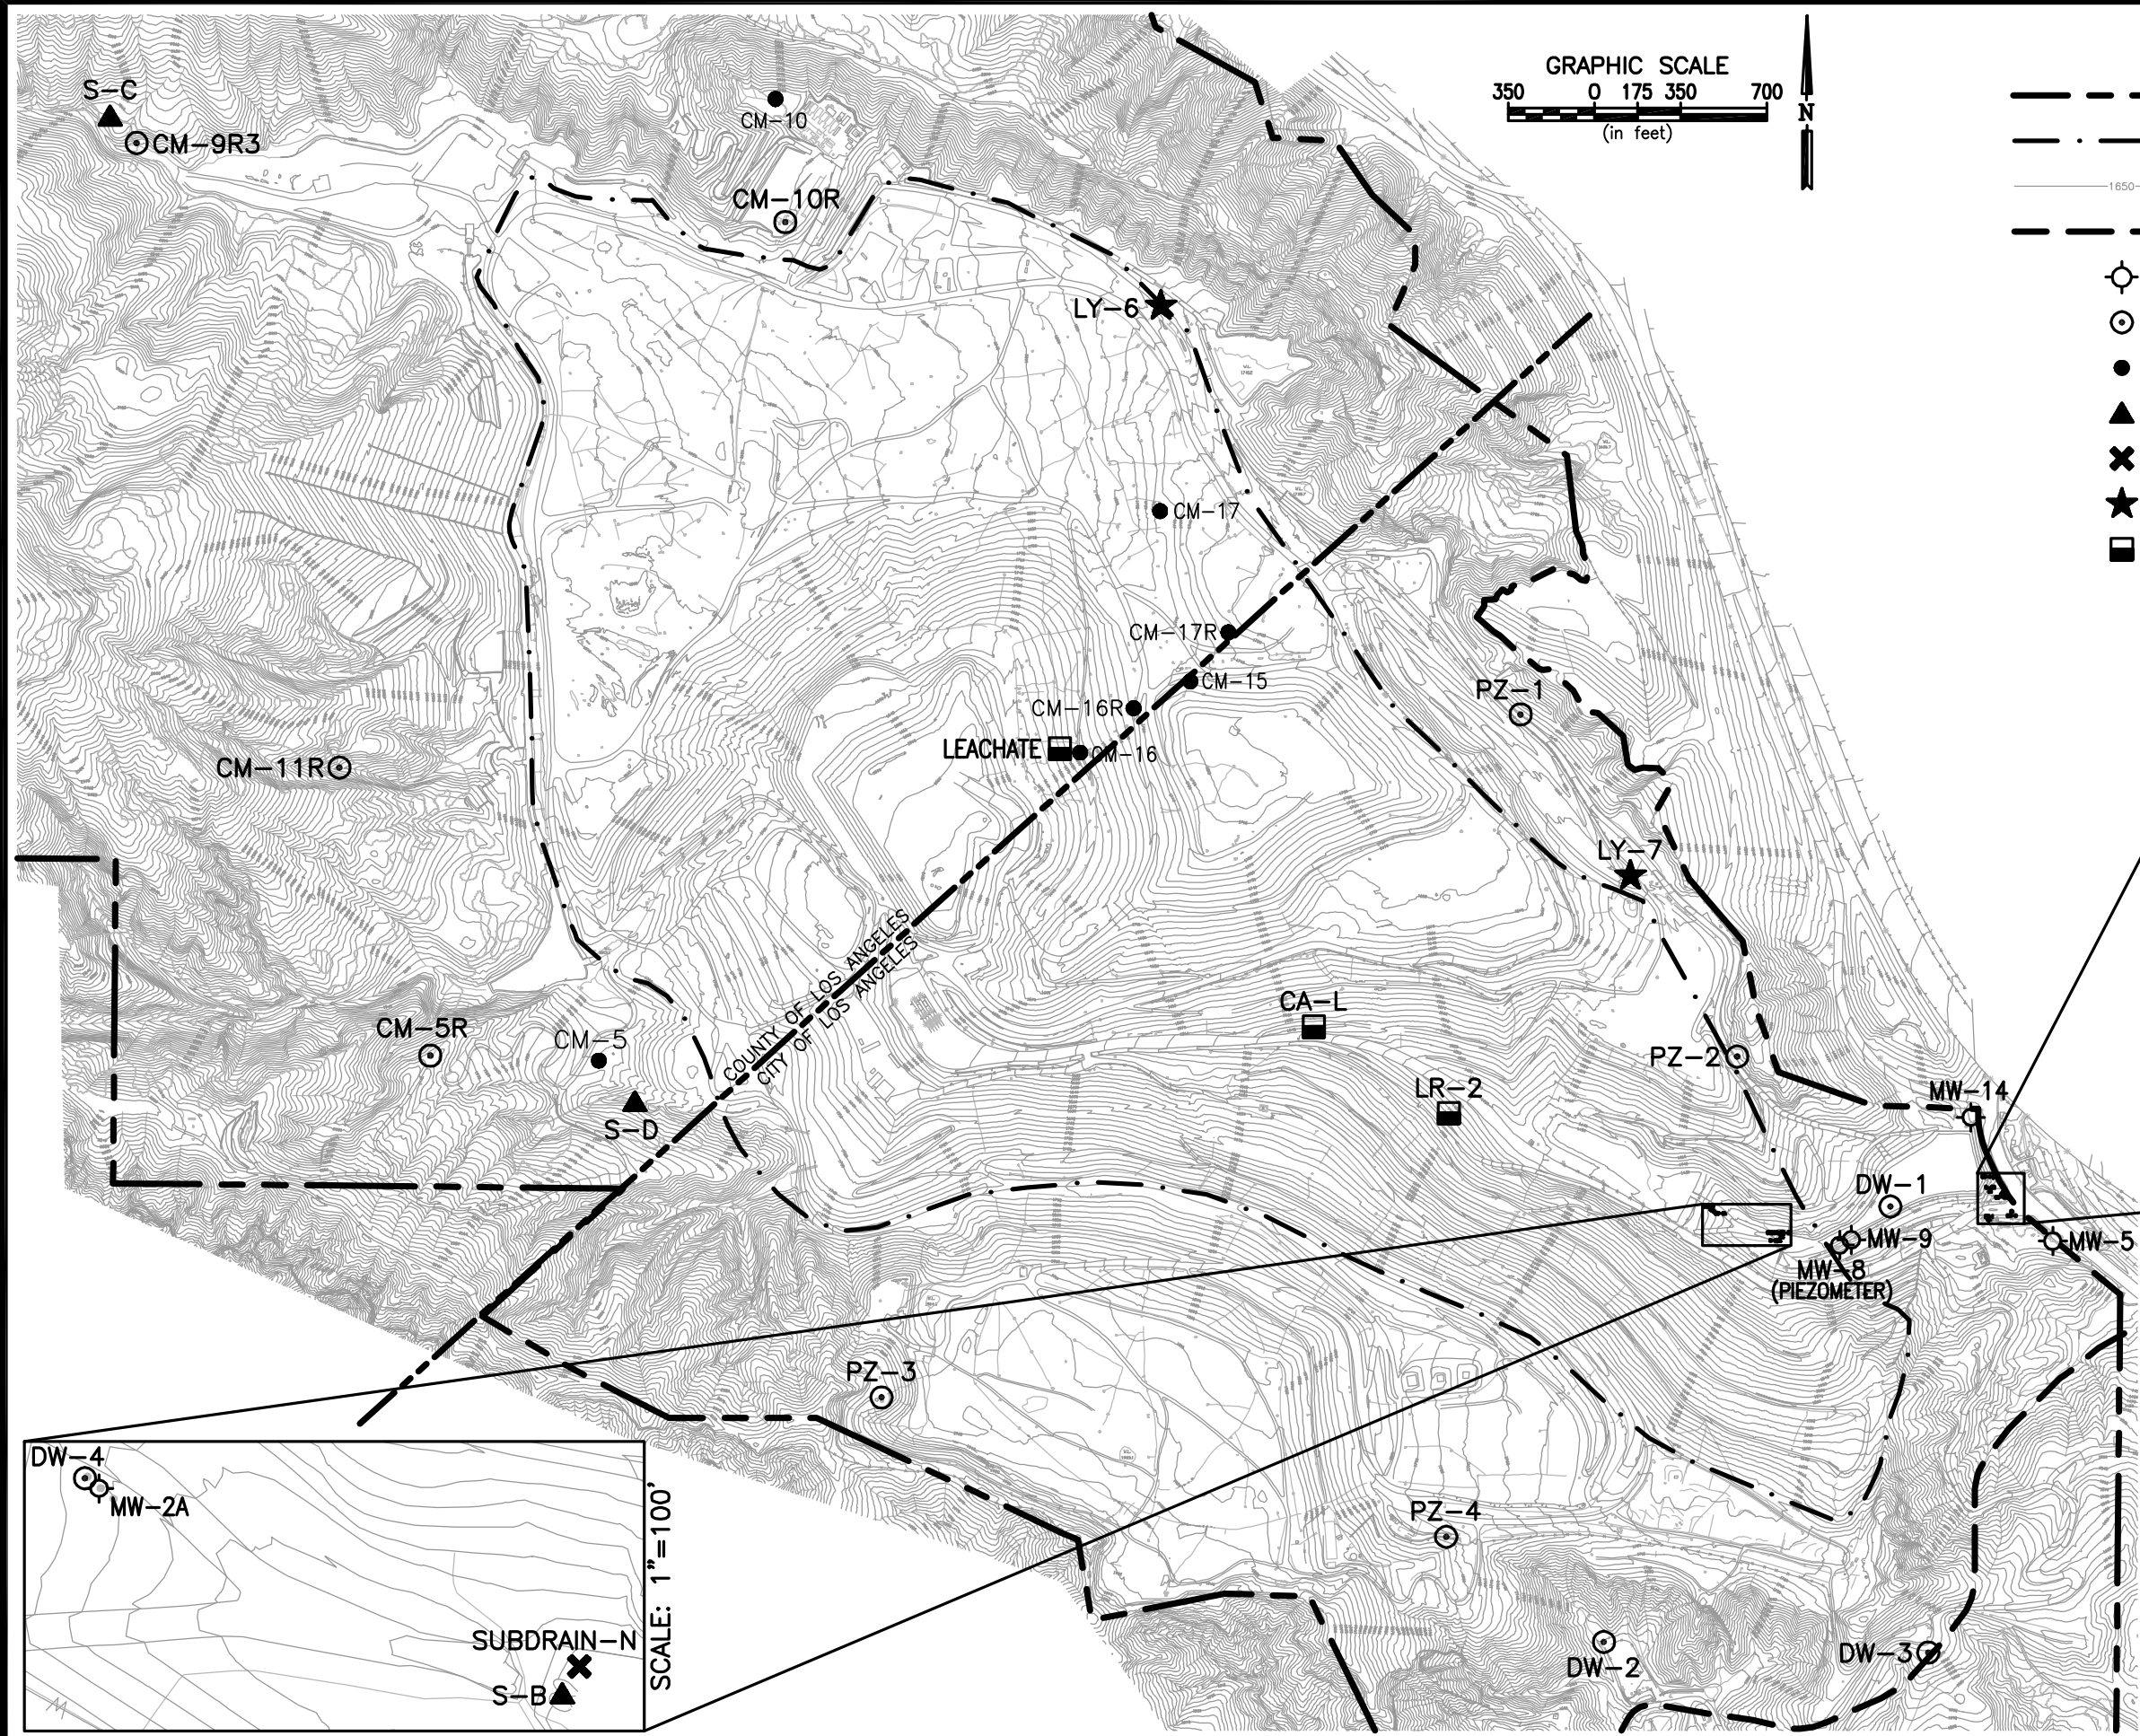 GRAPHIC SCALE
350 0 175 350 700
(in feet)
N
1650
S-C
CM-9R3
CM-10
CM-10R
LY-6
CM-17
CM-17R
CM-15
CM-16R
LEACHATE
CM-16
PZ-1
CM-11R
LY-7
COUNTY OF LOS ANGELES
CITY OF LOS ANGELES
CA-L
CM-5R
CM-5
PZ-2
LR-2
MW-14
S-D
DW-1
MW-9
MW-5
MW-8
(PIEZOMETER)
PZ-3
DW-4
MW-2A
SUBDRAIN-N
S-B
SCALE: 1"=100'
PZ-4
DW-2
DW-3